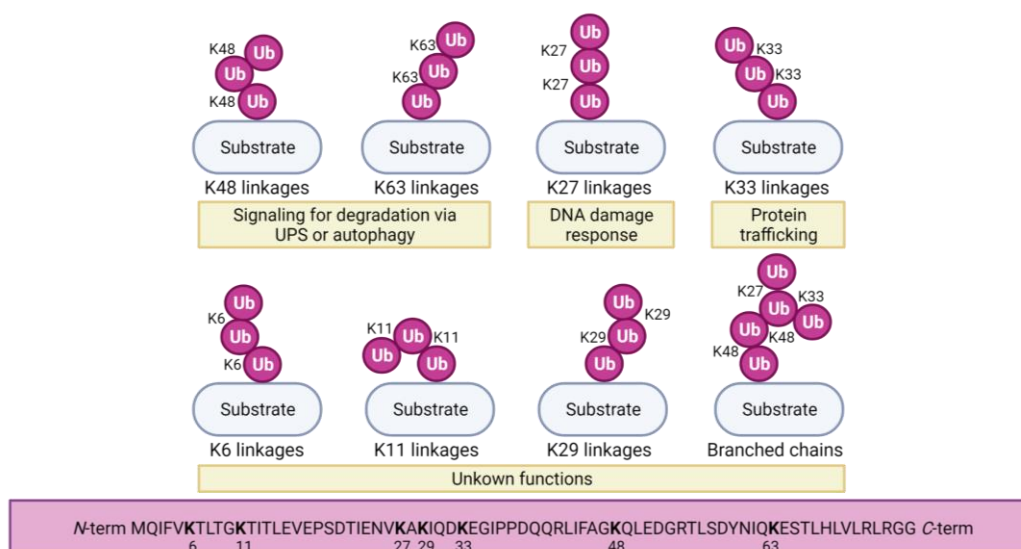 K48 Ub
Ub
K48 Ub
Substrate
K48 linkages
K63 Ub
Ub
K63
Ub
Substrate
K63 linkages
Signaling for degradation via
UPS or autophagy
Ub
K27
Ub
K27
Ub
Substrate
K27 linkages
DNA damage
response
Ub K33
Ub K33
Ub
Substrate
K33 linkages
Protein
trafficking
Ub
K6
Ub
K6 Ub
Substrate
K6 linkages
K11 Ub K11
Ub Ub
Substrate
K11 linkages
Ub K29
K29 Ub
Ub
Substrate
K29 linkages
Ub
K27 K33
Ub
Ub Ub
K48 K48
Ub
Substrate
Branched chains
Unkown functions
N-term MQIFVKTLTGKTITLEVEPSDTIENVKAKIQDKEGIPPDQQRLIFAGKQLEDGRTLSDYNIQKESTLHLVLRLRGG C-term
6 11 27 29 33 48 63